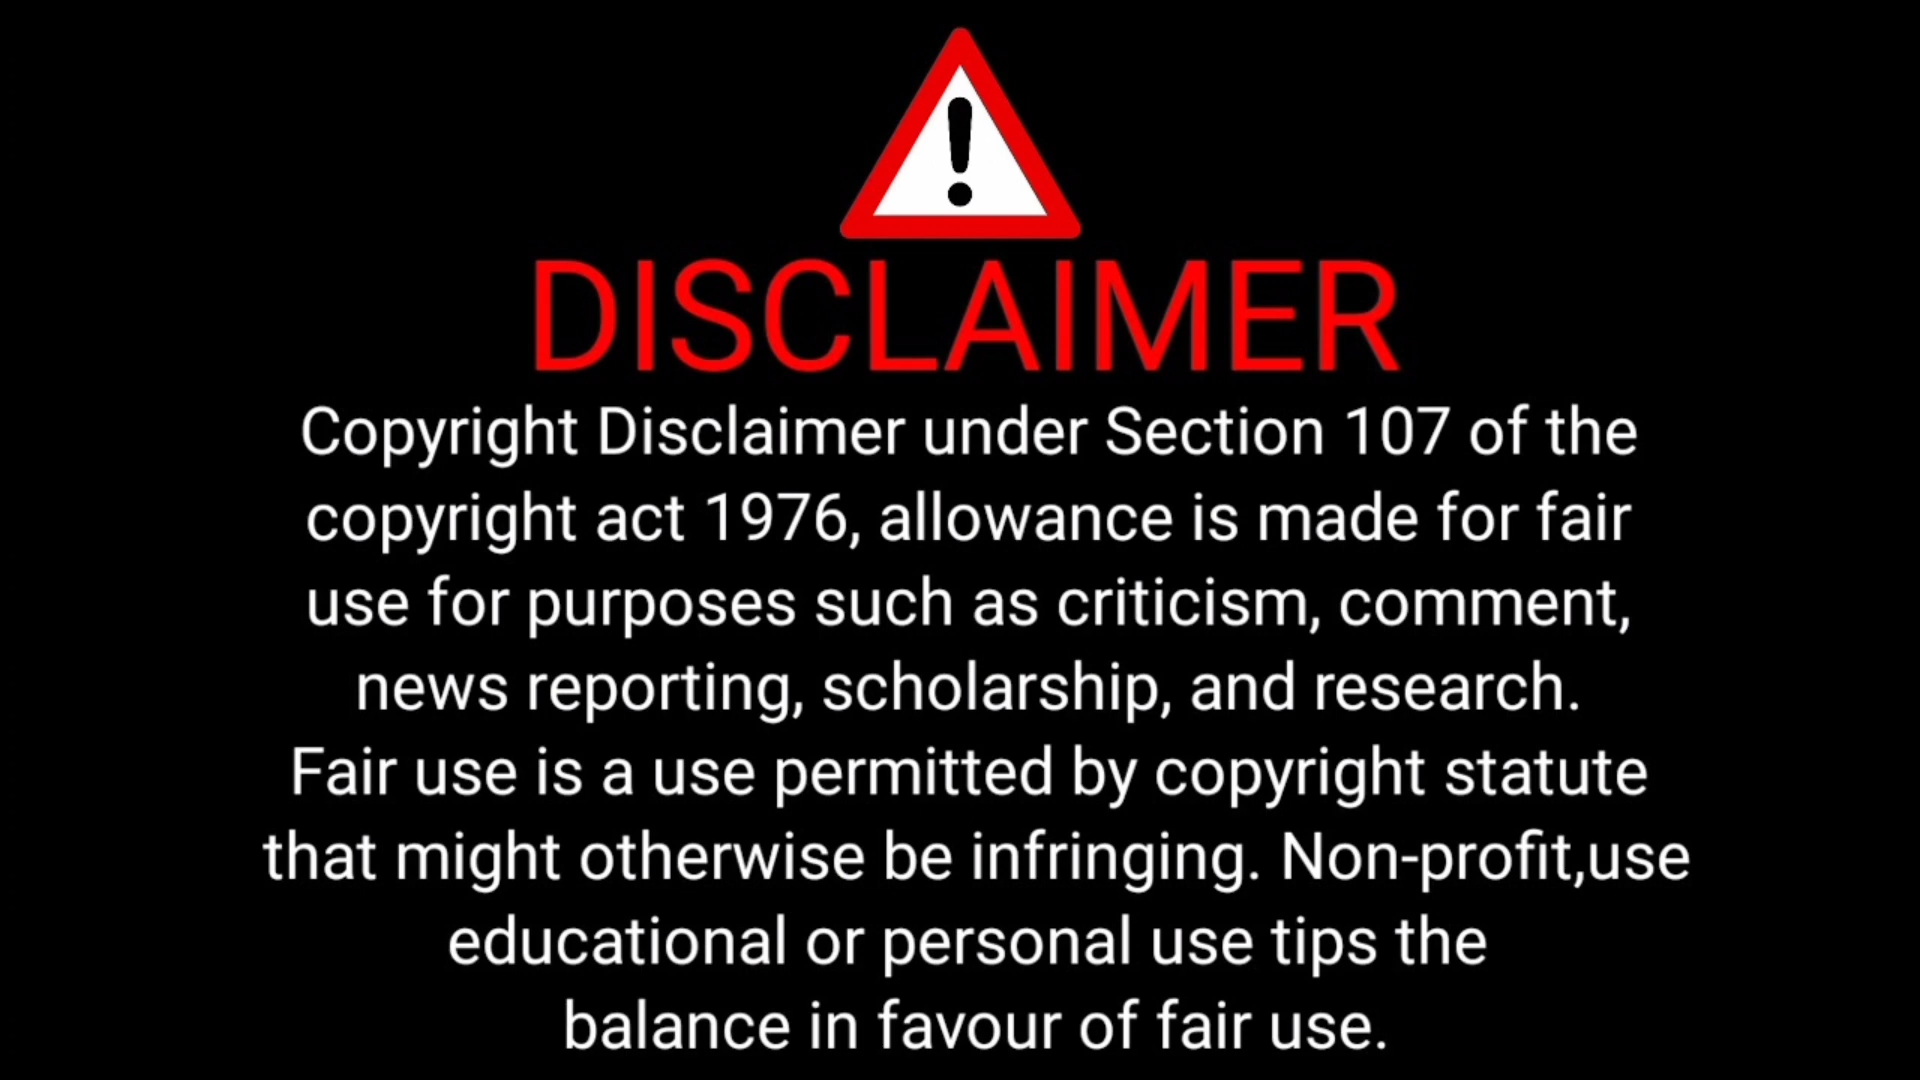 DISCLAIMER
Copyright Disclaimer under Section 107 of the
copyright act 1976, allowance is made for fair
use for purposes such as criticism, comment,
news reporting, scholarship, and research.
Fair use is a use permitted by copyright statute
that might otherwise be infringing. Non-profit,use
educational or personal use tips the
balance in favour of fair use.